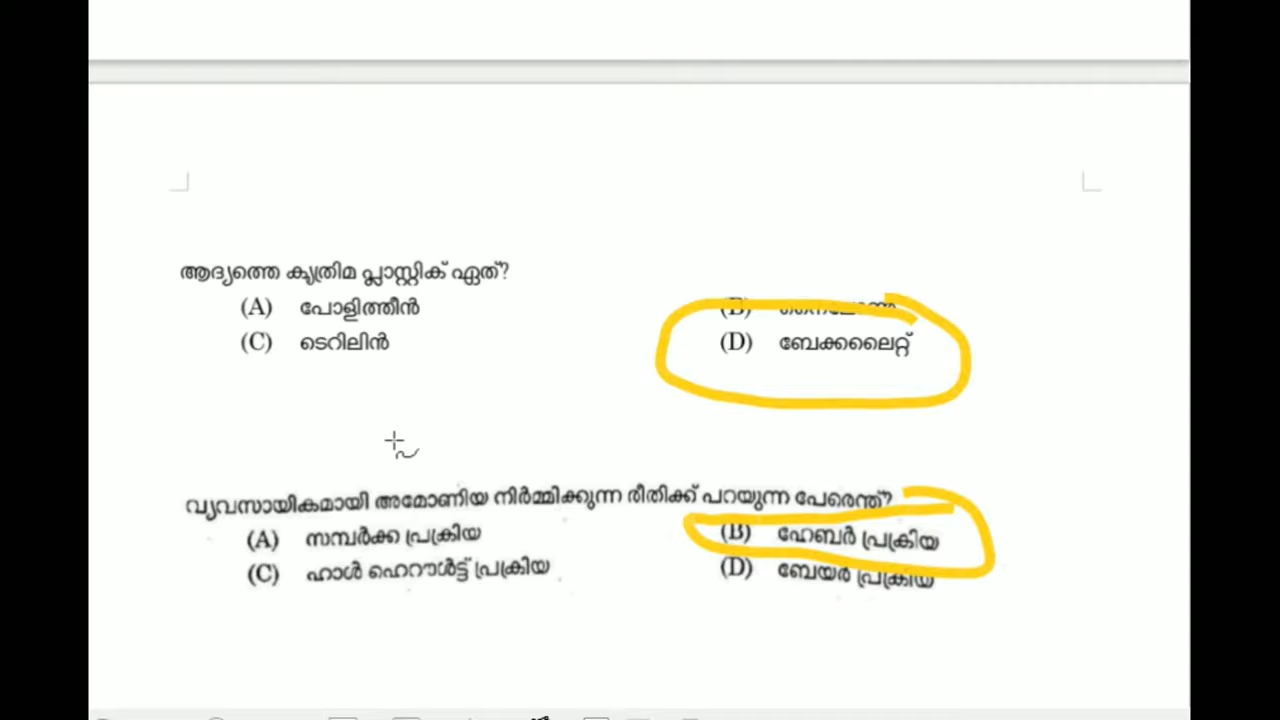 ആദ്യത്തെ കൃത്രിമ പ്ലാസ്റ്റിക് ഏത്?
(A) പോളിത്തീൻ (B)
(C) ടെറിലിൻ (D) ബേക്കലൈറ്റ്
വ്യവസായികമായി അമോണിയ നിർമ്മിക്കുന്ന രീതിക്ക് പറയുന്ന പേരെന്ത്?
(A) സമ്പർക്ക പ്രക്രിയ (B) ഹേബർ പ്രക്രിയ
(C) ഹാൾ ഹെറൗൾട്ട് പ്രക്രിയ (D) ബേയർ പ്രക്രിയ